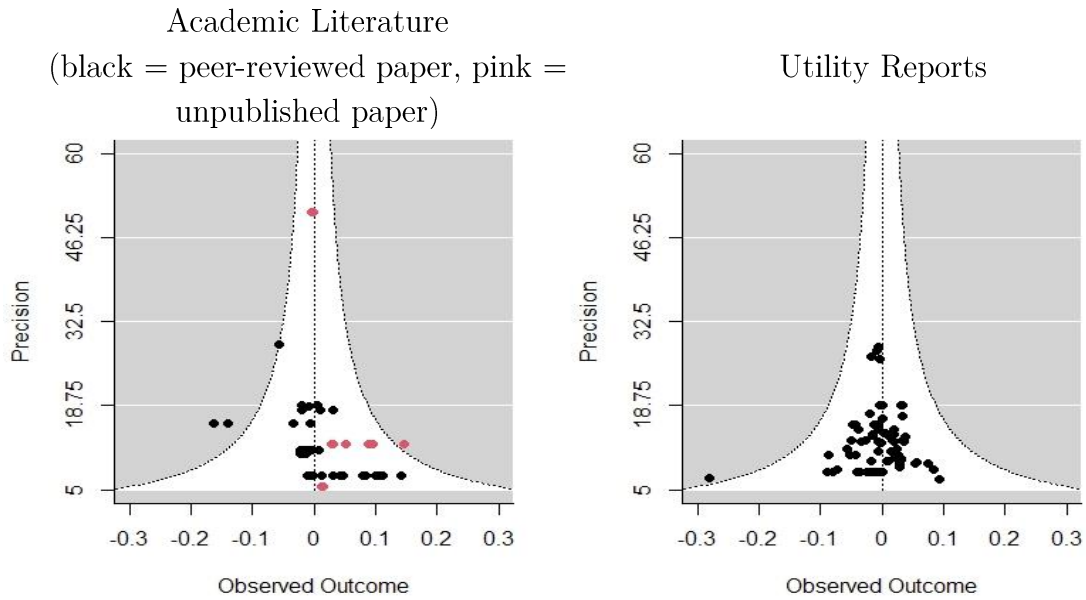 Academic Literature
(black = peer-reviewed paper, pink =
unpublished paper)
60
46.25
32.5
18.75
5
Precision
-0.3 -0.2 -0.1 0 0.1 0.2 0.3
Observed Outcome
Utility Reports
60
46.25
32.5
18.75
5
Precision
-0.3 -0.2 -0.1 0 0.1 0.2 0.3
Observed Outcome